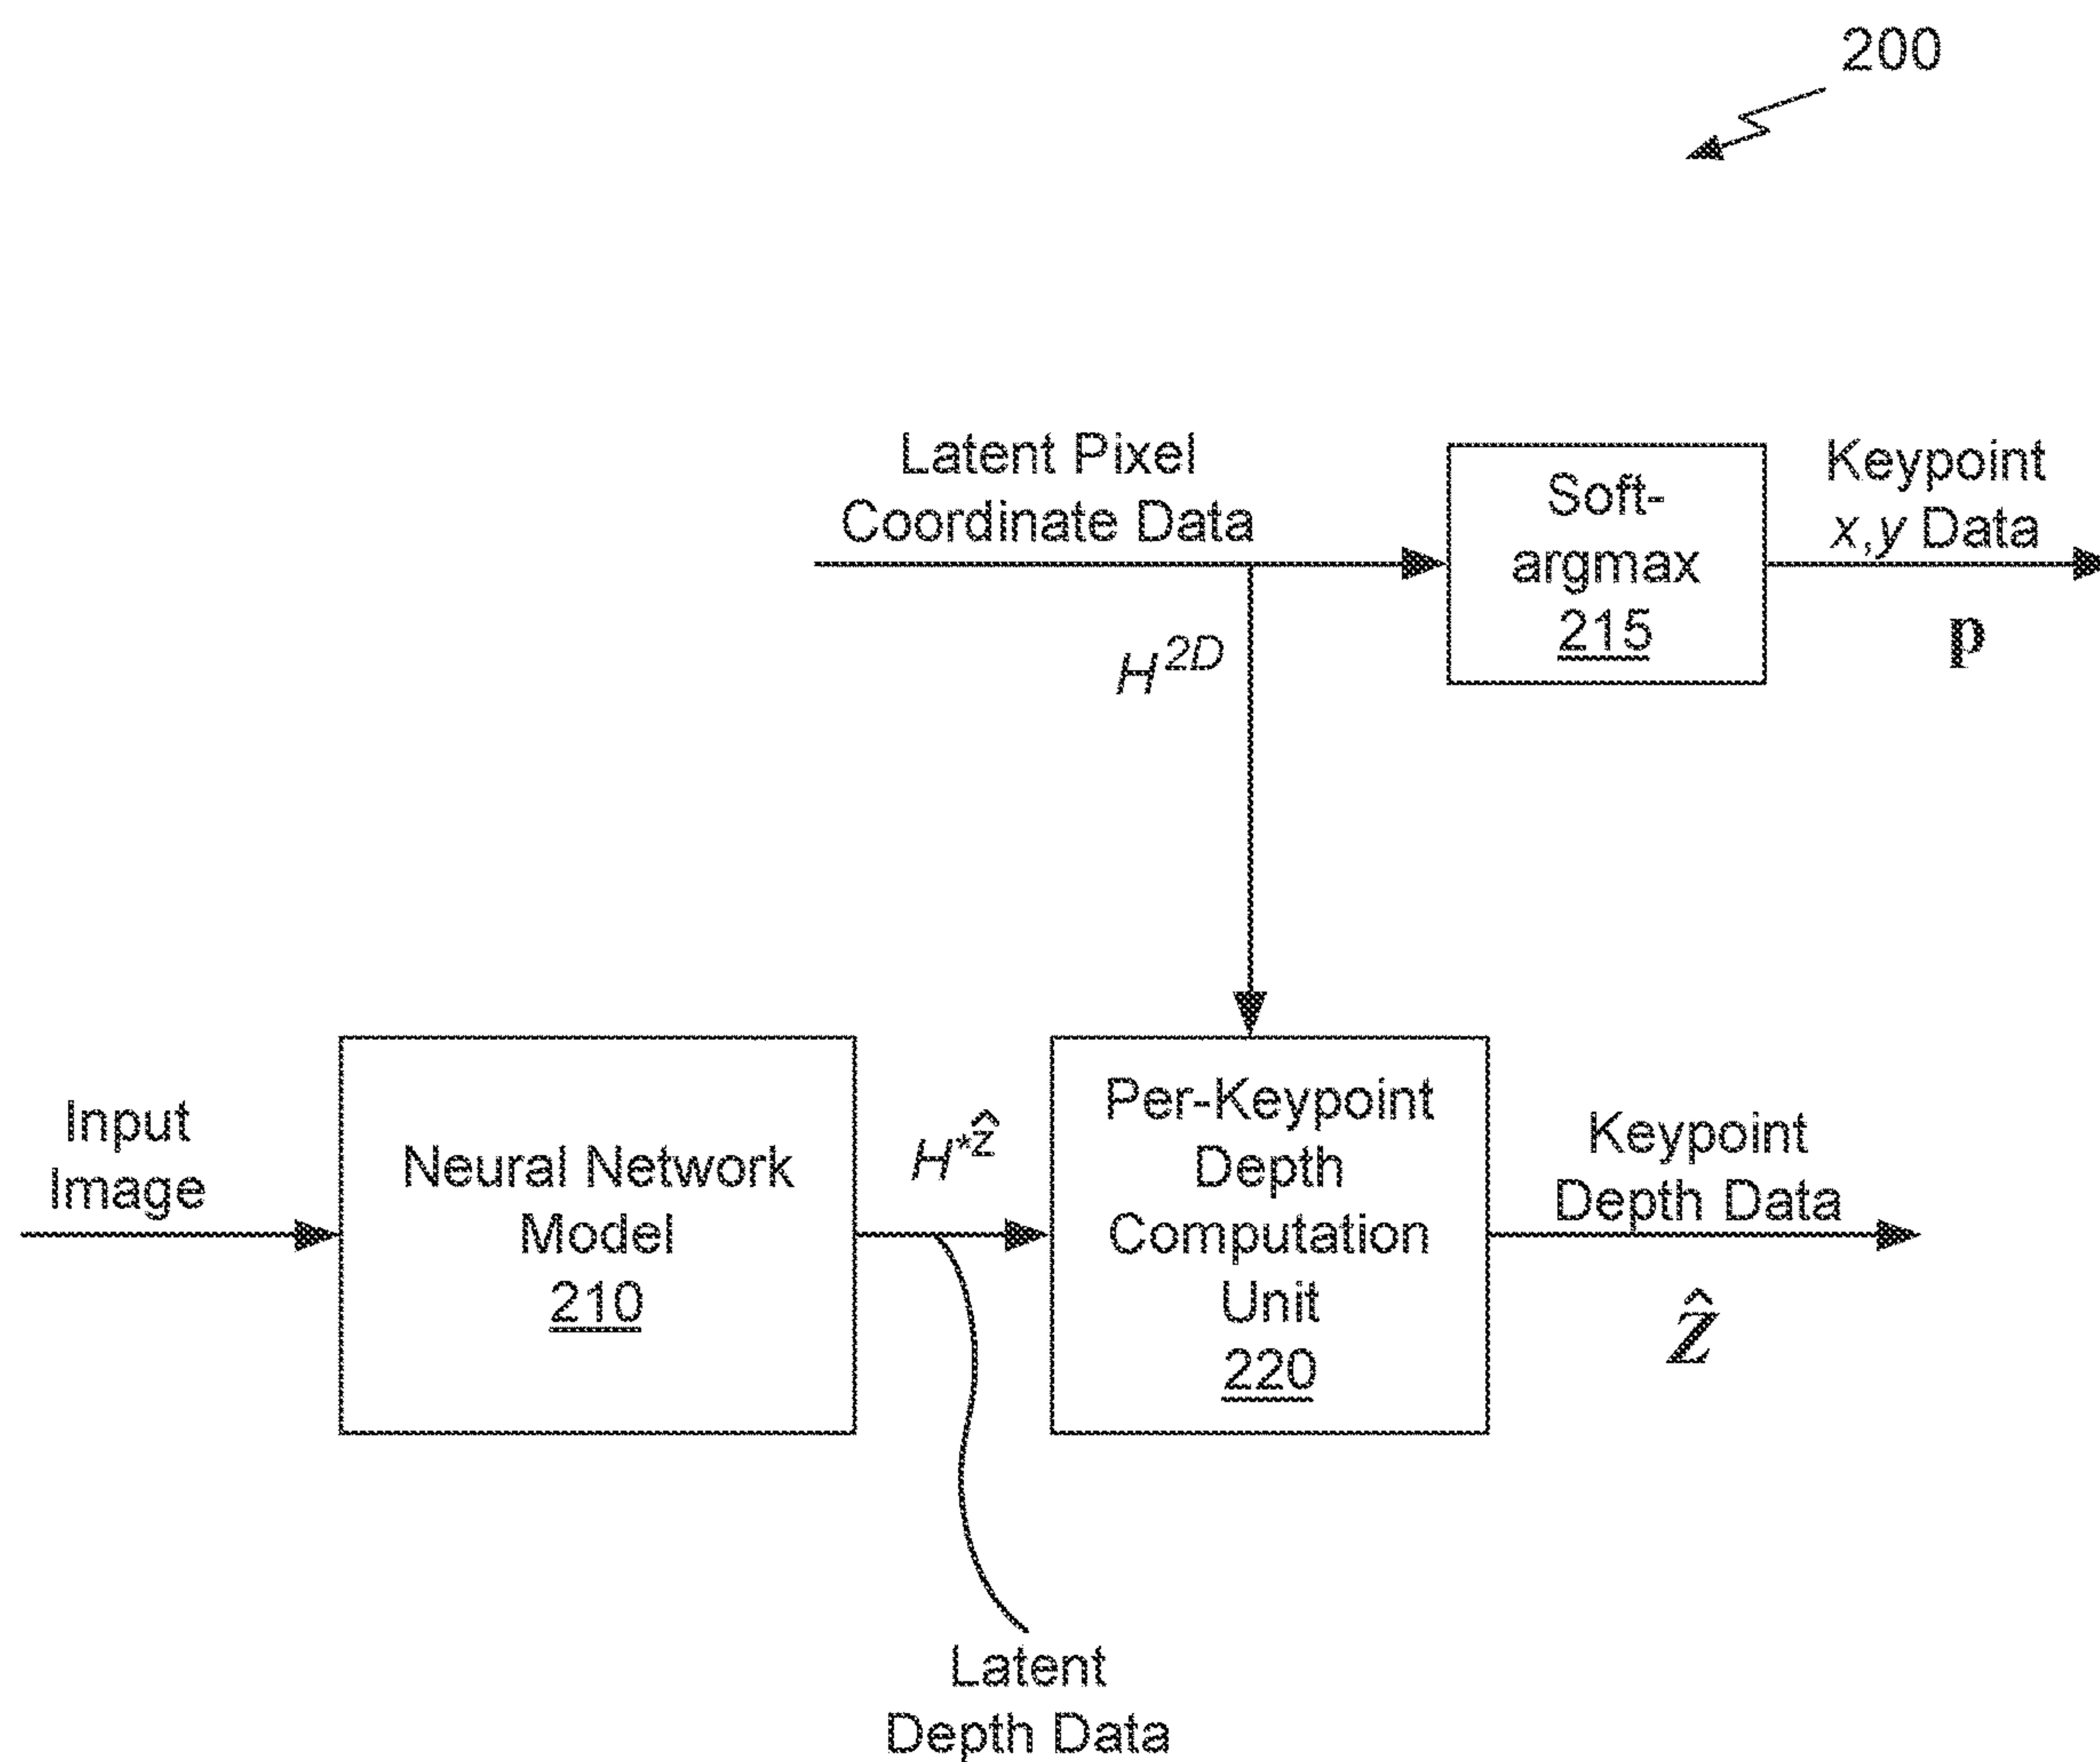 200
Latent Pixel
Coordinate Data
Soft-
argmax
215
Keypoint
x,y Data
p
H^2D
Input
Image
Neural Network
Model
210
H^*ẑ
Per-Keypoint
Depth
Computation
Unit
220
Keypoint
Depth Data
ẑ
Latent
Depth Data